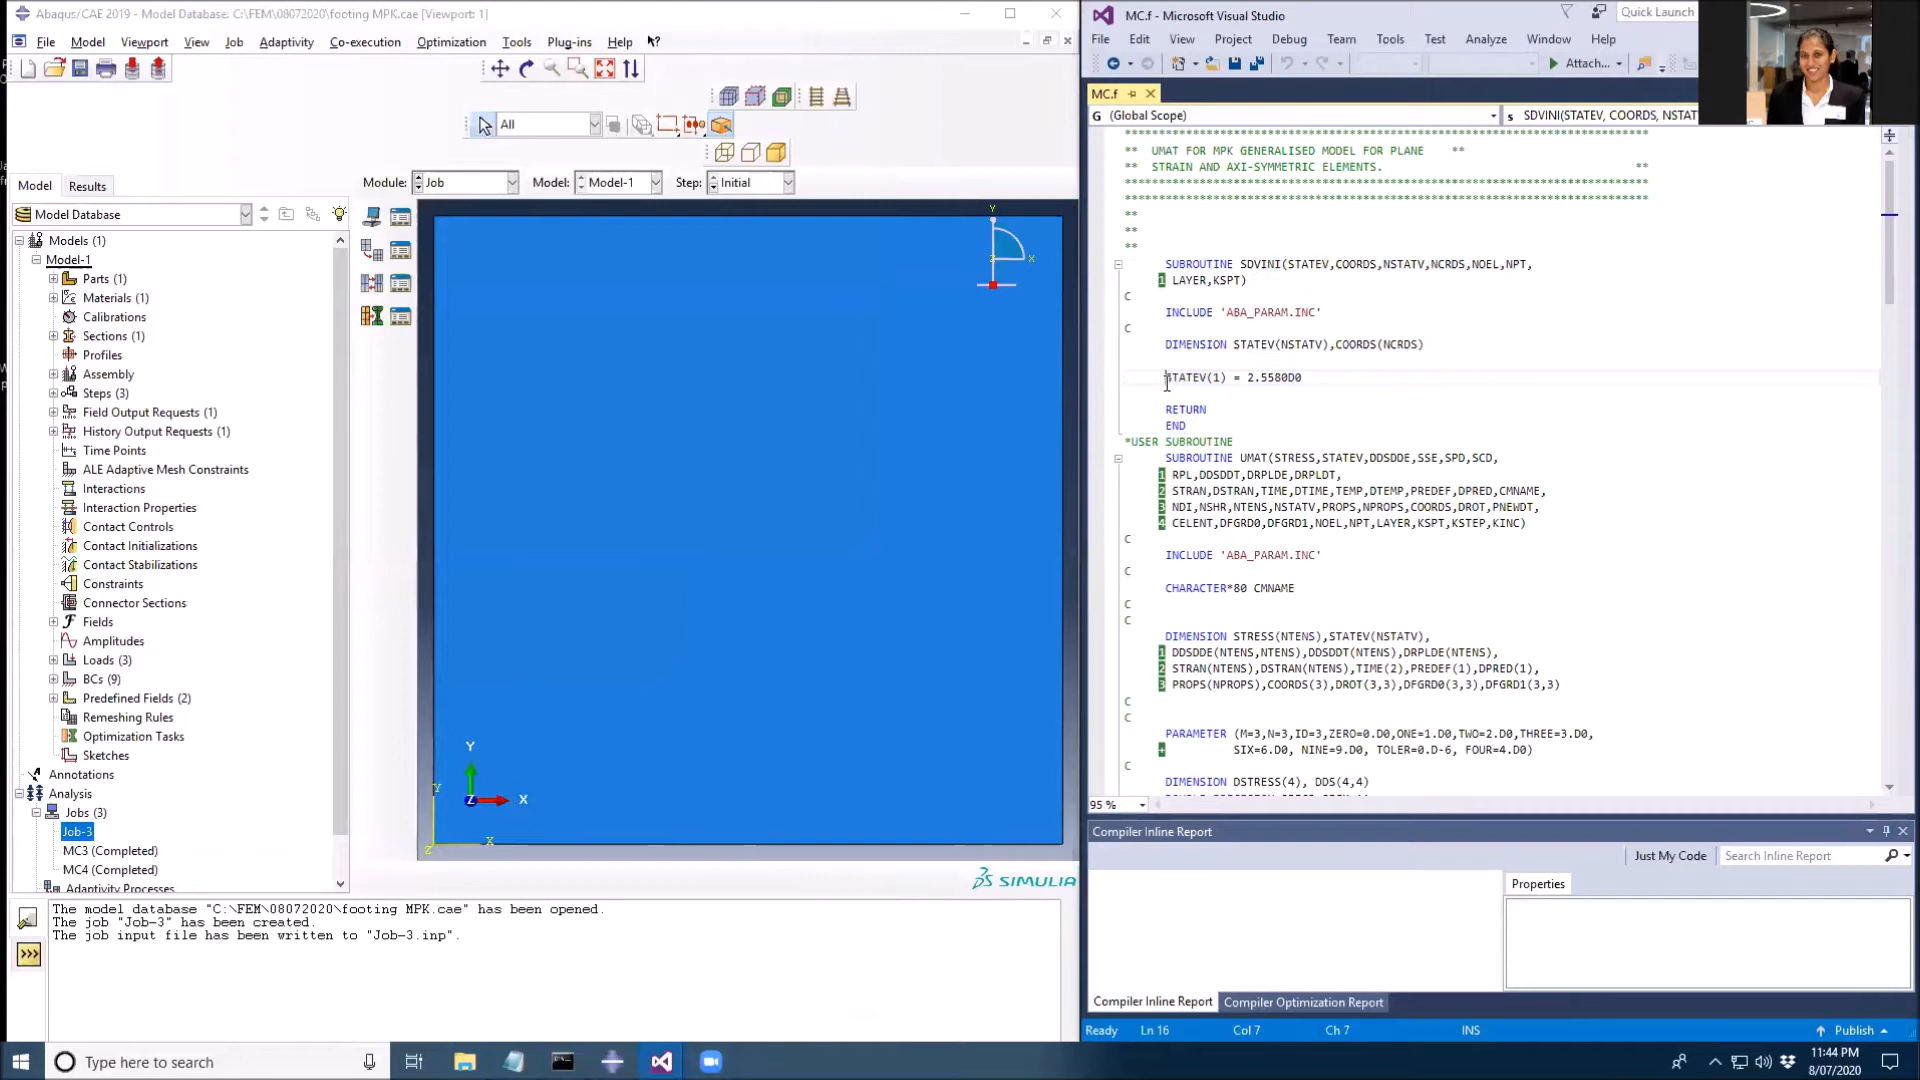 Abaqus/CAE 2019 - Model Database: C:\FEM\08072020\footing MPK.cae [Viewport: 1]
File Model Viewport View Job Adaptivity Co-execution Optimization Tools Plug-ins Help
All
Module: Job Model: Model-1 Step: Initial
Model Results
Model Database
Models (1)
Model-1
Parts (1)
Materials (1)
Calibrations
Sections (1)
Profiles
Assembly
Steps (3)
Field Output Requests (1)
History Output Requests (1)
Time Points
ALE Adaptive Mesh Constraints
Interactions
Interaction Properties
Contact Controls
Contact Initializations
Contact Stabilizations
Constraints
Connector Sections
Fields
Amplitudes
Loads (3)
BCs (9)
Predefined Fields (2)
Remeshing Rules
Optimization Tasks
Sketches
Annotations
Analysis
Jobs (3)
Job-3
MC3 (Completed)
MC4 (Completed)
Adaptivity Processes
Y
X
Z
Y
Z X
Y
X
Z
SIMULIA
The model database "C:\FEM\08072020\footing MPK.cae" has been opened.
The job "Job-3" has been created.
The job input file has been written to "Job-3.inp".
>>>
MC.f - Microsoft Visual Studio
Quick Launch
File Edit View Project Debug Team Tools Test Analyze Window Help
Attach...
MC.f
G (Global Scope) s SDVINI(STATEV, COORDS, NSTAT
*****************************************************************************
** UMAT FOR MPK GENERALISED MODEL FOR PLANE **
** STRAIN AND AXI-SYMMETRIC ELEMENTS. **
*****************************************************************************
*****************************************************************************
**
**
**
SUBROUTINE SDVINI(STATEV,COORDS,NSTATV,NCRDS,NOEL,NPT,
1 LAYER,KSPT)
C
INCLUDE 'ABA_PARAM.INC'
C
DIMENSION STATEV(NSTATV),COORDS(NCRDS)
STATEV(1) = 2.5580D0
RETURN
END
*USER SUBROUTINE
SUBROUTINE UMAT(STRESS,STATEV,DDSDDE,SSE,SPD,SCD,
1 RPL,DDSDDT,DRPLDE,DRPLDT,
2 STRAN,DSTRAN,TIME,DTIME,TEMP,DTEMP,PREDEF,DPRED,CMNAME,
3 NDI,NSHR,NTENS,NSTATV,PROPS,NPROPS,COORDS,DROT,PNEWDT,
4 CELENT,DFGRD0,DFGRD1,NOEL,NPT,LAYER,KSPT,KSTEP,KINC)
C
INCLUDE 'ABA_PARAM.INC'
C
CHARACTER*80 CMNAME
C
C
DIMENSION STRESS(NTENS),STATEV(NSTATV),
1 DDSDDE(NTENS,NTENS),DDSDDT(NTENS),DRPLDE(NTENS),
2 STRAN(NTENS),DSTRAN(NTENS),TIME(2),PREDEF(1),DPRED(1),
3 PROPS(NPROPS),COORDS(3),DROT(3,3),DFGRD0(3,3),DFGRD1(3,3)
C
C
PARAMETER (M=3,N=3,ID=3,ZERO=0.D0,ONE=1.D0,TWO=2.D0,THREE=3.D0,
+ SIX=6.D0, NINE=9.D0, TOLER=0.D-6, FOUR=4.D0)
C
DIMENSION DSTRESS(4), DDS(4,4)
95 %
Compiler Inline Report
Just My Code Search Inline Report
Properties
Compiler Inline Report Compiler Optimization Report
Ready Ln 16 Col 7 Ch 7 INS Publish
Type here to search
11:44 PM
8/07/2020